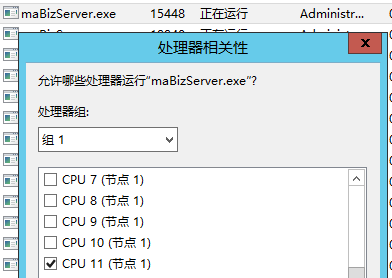 maBizServer.exe 15448 正在运行 Administr...
处理器相关性
x
允许哪些处理器运行“maBizServer.exe”?
处理器组:
组 1
CPU 7 (节点 1)
CPU 8 (节点 1)
CPU 9 (节点 1)
CPU 10 (节点 1)
CPU 11 (节点 1)